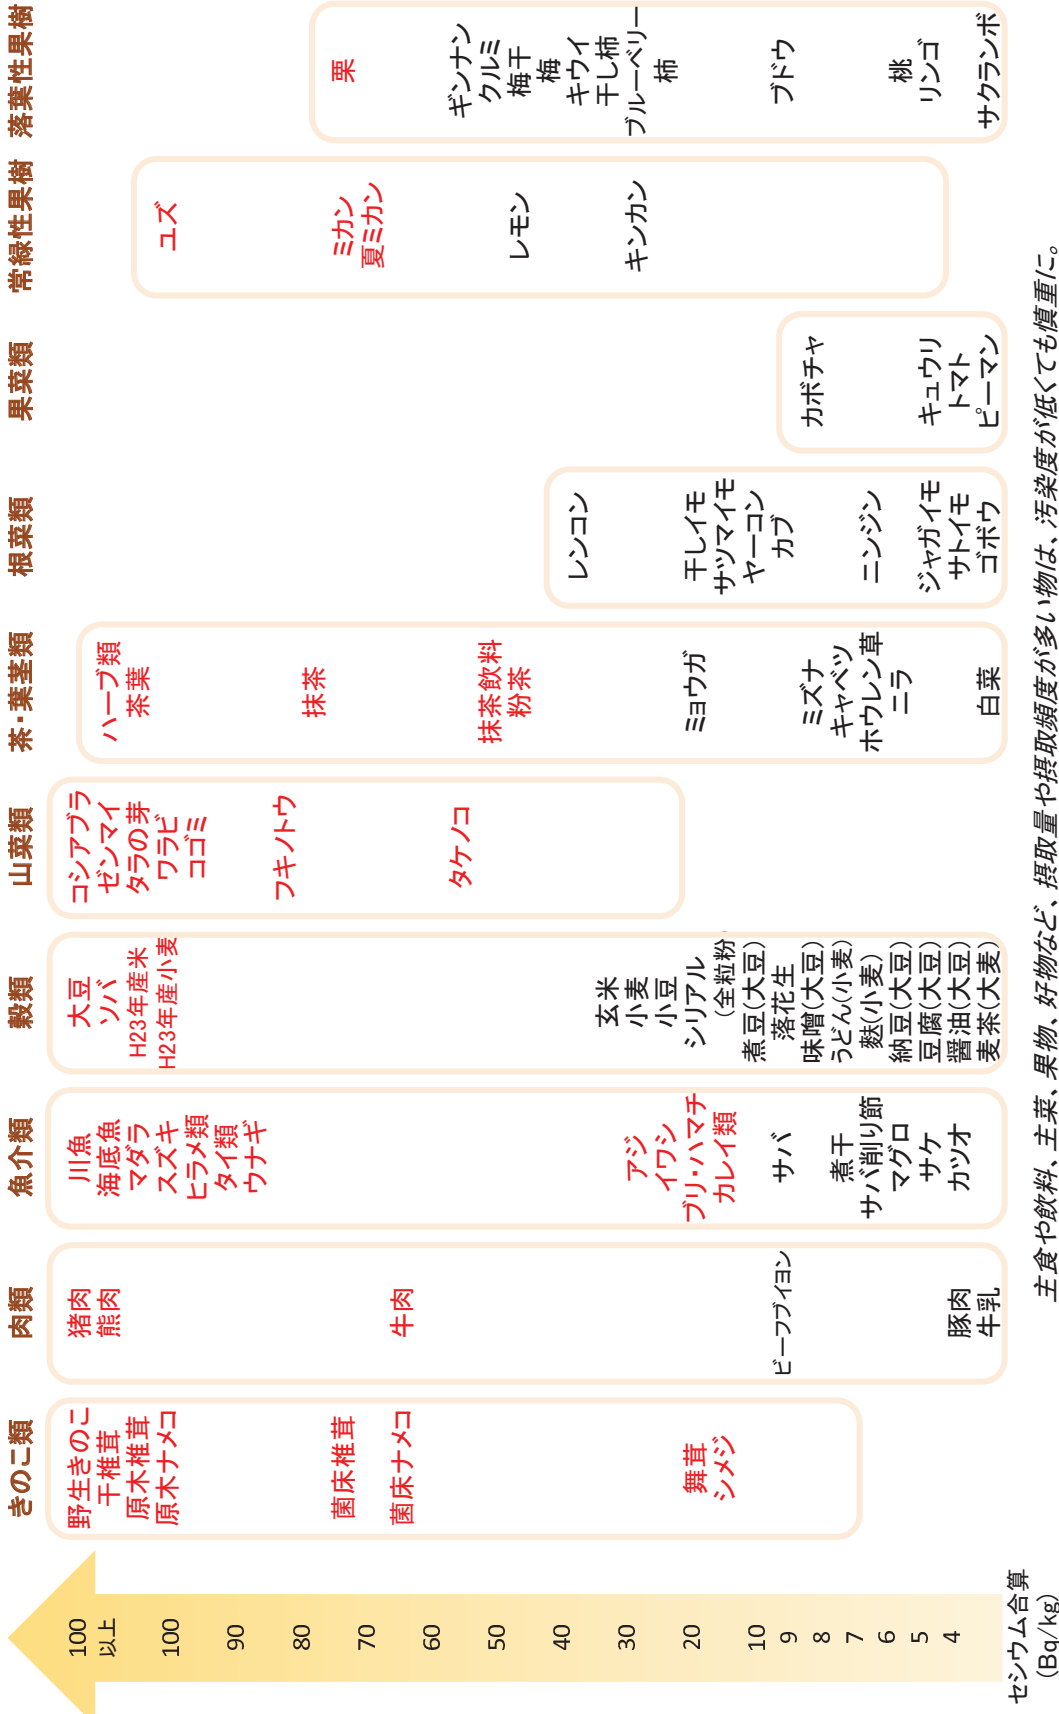 100
以上
100
90
80
70
60
50
40
30
20
10
9
8
7
6
5
4
セシウム合算
(Bq/kg)
きのこ類
野生きのこ
干椎茸
原木椎茸
原木ナメコ
菌床椎茸
菌床ナメコ
舞茸
シメジ
肉類
猪肉
熊肉
牛肉
ビーフブイヨン
豚肉
牛乳
魚介類
川魚
海底魚
マダラ
スズキ
ヒラメ類
タイ類
ウナギ
アジ
イワシ
ブリ・ハマチ
カレイ類
サバ
煮干
サバ削り節
マグロ
サケ
カツオ
穀類
大豆
ソバ
H23年産米
H23年産小麦
玄米
小麦
小豆
シリアル
(全粒粉)
煮豆(大豆)
落花生
味噌(大豆)
うどん(小麦)
麩(小麦)
納豆(大豆)
豆腐(大豆)
醤油(大豆)
麦茶(大麦)
山菜類
コシアブラ
ゼンマイ
タラの芽
ワラビ
コゴミ
フキノトウ
タケノコ
茶・葉茎類
ハーブ類
茶葉
抹茶
抹茶飲料
粉茶
ミョウガ
ミズナ
キャベツ
ホウレン草
ニラ
白菜
根菜類
レンコン
干しイモ
サツマイモ
ヤーコン
カブ
ニンジン
ジャガイモ
サトイモ
ゴボウ
果菜類
カボチャ
キュウリ
トマト
ピーマン
常緑性果樹
ユズ
ミカン
夏ミカン
レモン
キンカン
落葉性果樹
栗
ギンナン
クルミ
梅干
梅
キウイ
干し柿
ブルーベリー
柿
ブドウ
桃
リンゴ
サクランボ
主食や飲料、主菜、果物、好物など、摂取量や摂取頻度が多い物は、汚染度が低くても慎重に。